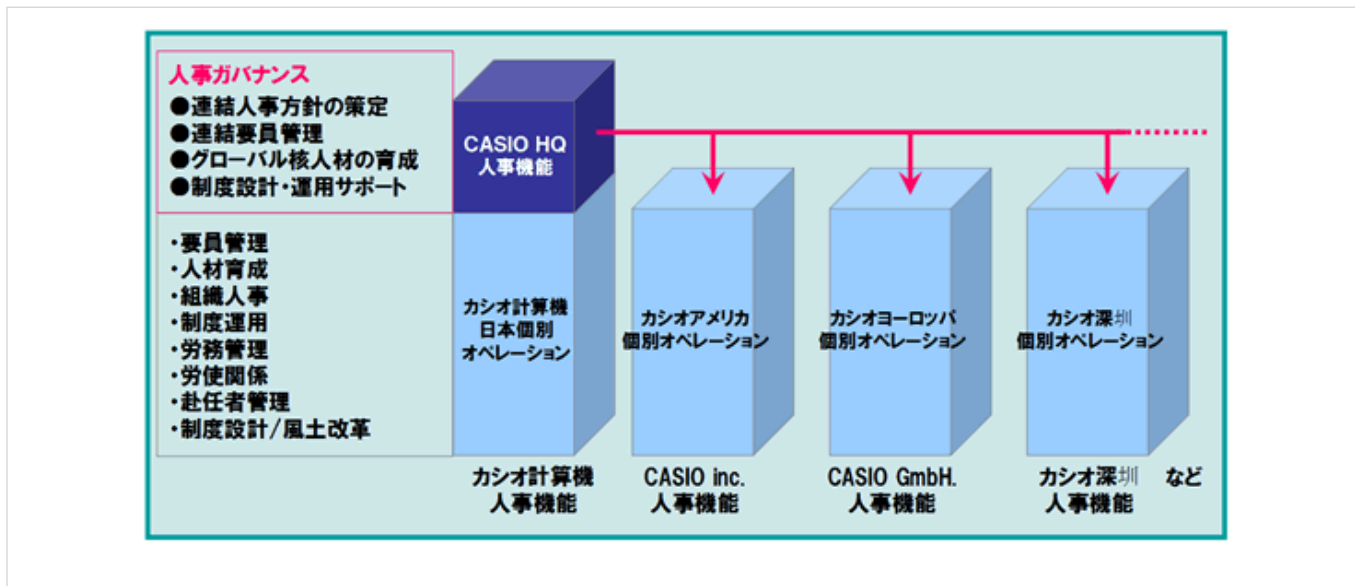 人事ガバナンス
●連結人事方針の策定
●連結要員管理
●グローバル核人材の育成
●制度設計・運用サポート
・要員管理
・人材育成
・組織人事
・制度運用
・労務管理
・労使関係
・赴任者管理
・制度設計/風土改革
CASIO HQ
人事機能
カシオ計算機
日本個別
オペレーション
カシオアメリカ
個別オペレーション
カシオヨーロッパ
個別オペレーション
カシオ深圳
個別オペレーション
カシオ計算機
人事機能
CASIO inc.
人事機能
CASIO GmbH.
人事機能
カシオ深圳 など
人事機能